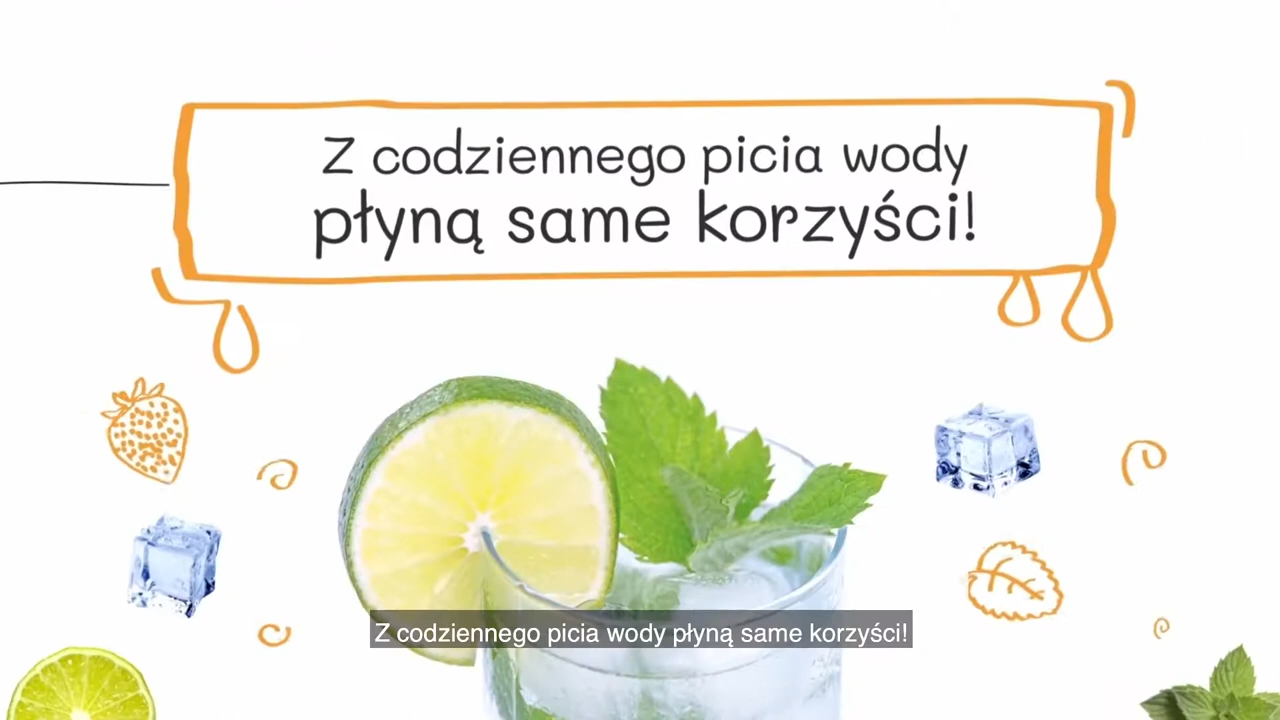 Z codziennego picia wody
płyną same korzyści!
Z codziennego picia wody płyną same korzyści!